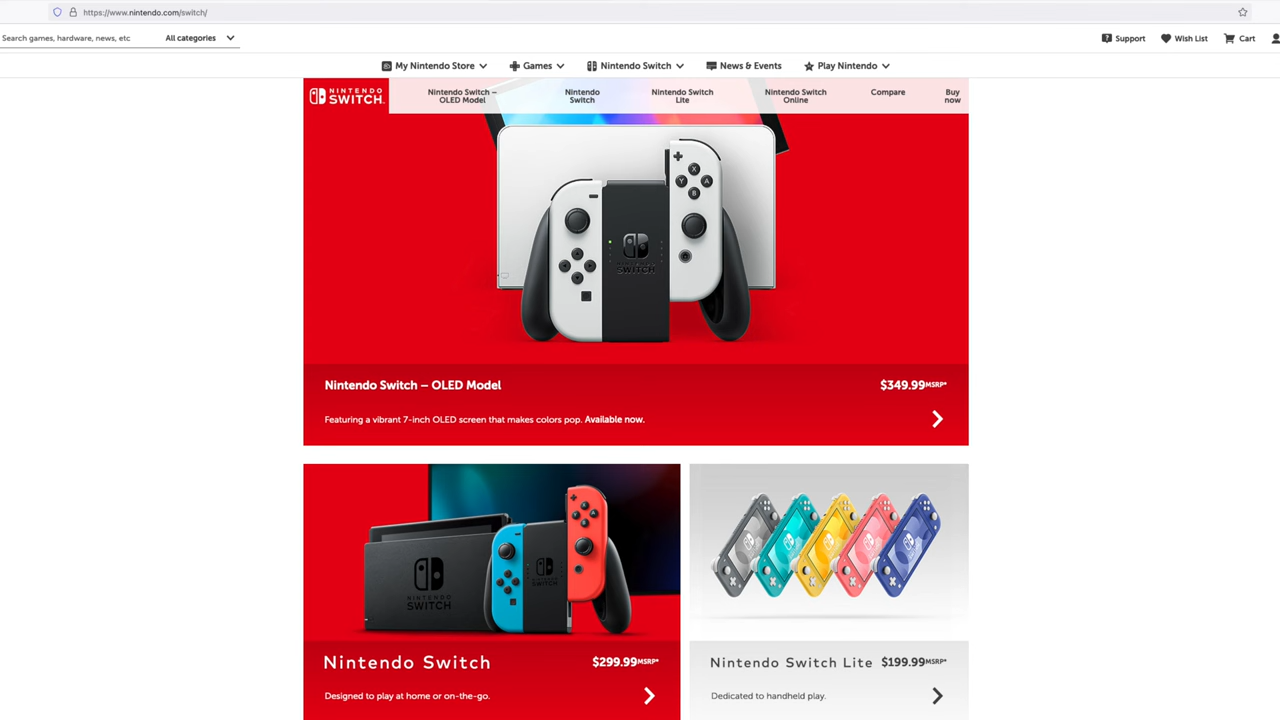 https://www.nintendo.com/switch/
Search games, hardware, news, etc
All categories
Support
Wish List
Cart
My Nintendo Store
Games
Nintendo Switch
News & Events
Play Nintendo
NINTENDO
SWITCH
Nintendo Switch –
OLED Model
Nintendo
Switch
Nintendo Switch
Lite
Nintendo Switch
Online
Compare
Buy
now
X
Y
A
B
SWITCH
Nintendo Switch – OLED Model
$349.99MSRP*
Featuring a vibrant 7-inch OLED screen that makes colors pop. Available now.
NINTENDO
SWITCH
Nintendo Switch
$299.99MSRP*
Designed to play at home or on-the-go.
Nintendo Switch Lite
$199.99MSRP*
Dedicated to handheld play.